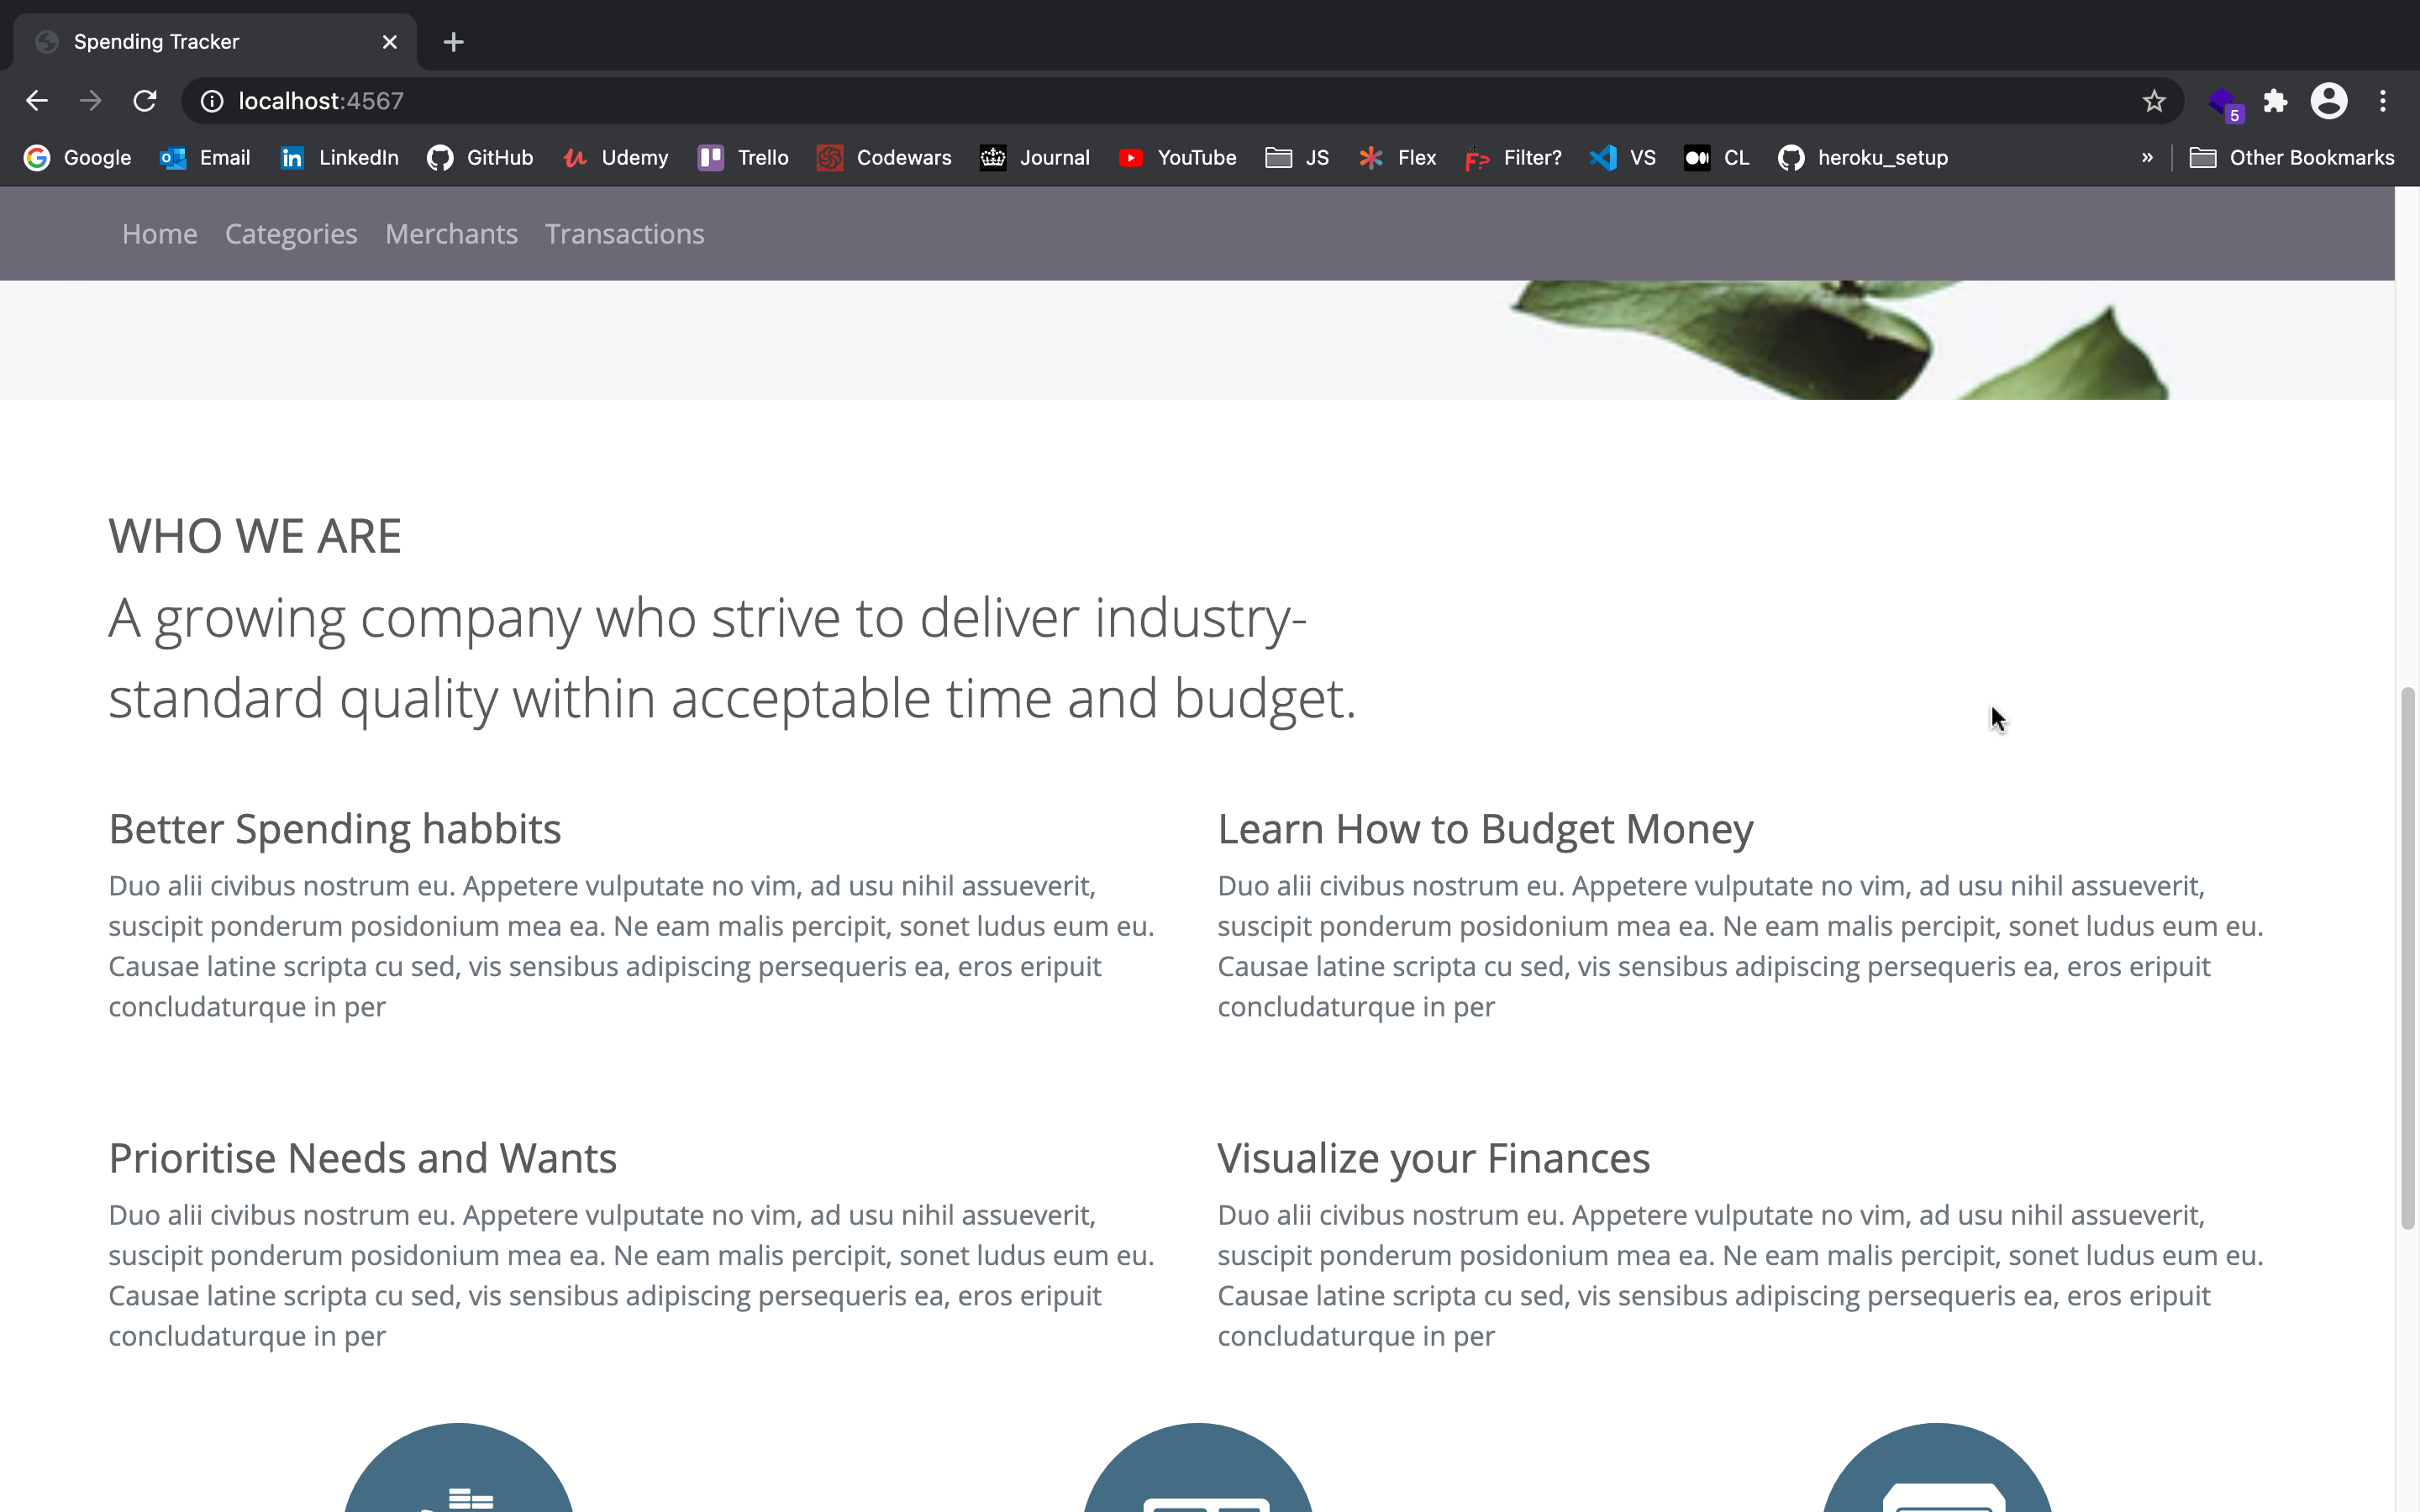 Spending Tracker
localhost:4567
5
Google Email LinkedIn GitHub Udemy Trello Codewars Journal YouTube JS Flex Filter? VS CL heroku_setup » Other Bookmarks
Home Categories Merchants Transactions
WHO WE ARE
A growing company who strive to deliver industry-
standard quality within acceptable time and budget.
Better Spending habbits
Duo alii civibus nostrum eu. Appetere vulputate no vim, ad usu nihil assueverit,
suscipit ponderum posidonium mea ea. Ne eam malis percipit, sonet ludus eum eu.
Causae latine scripta cu sed, vis sensibus adipiscing persequeris ea, eros eripuit
concludaturque in per
Learn How to Budget Money
Duo alii civibus nostrum eu. Appetere vulputate no vim, ad usu nihil assueverit,
suscipit ponderum posidonium mea ea. Ne eam malis percipit, sonet ludus eum eu.
Causae latine scripta cu sed, vis sensibus adipiscing persequeris ea, eros eripuit
concludaturque in per
Prioritise Needs and Wants
Duo alii civibus nostrum eu. Appetere vulputate no vim, ad usu nihil assueverit,
suscipit ponderum posidonium mea ea. Ne eam malis percipit, sonet ludus eum eu.
Causae latine scripta cu sed, vis sensibus adipiscing persequeris ea, eros eripuit
concludaturque in per
Visualize your Finances
Duo alii civibus nostrum eu. Appetere vulputate no vim, ad usu nihil assueverit,
suscipit ponderum posidonium mea ea. Ne eam malis percipit, sonet ludus eum eu.
Causae latine scripta cu sed, vis sensibus adipiscing persequeris ea, eros eripuit
concludaturque in per